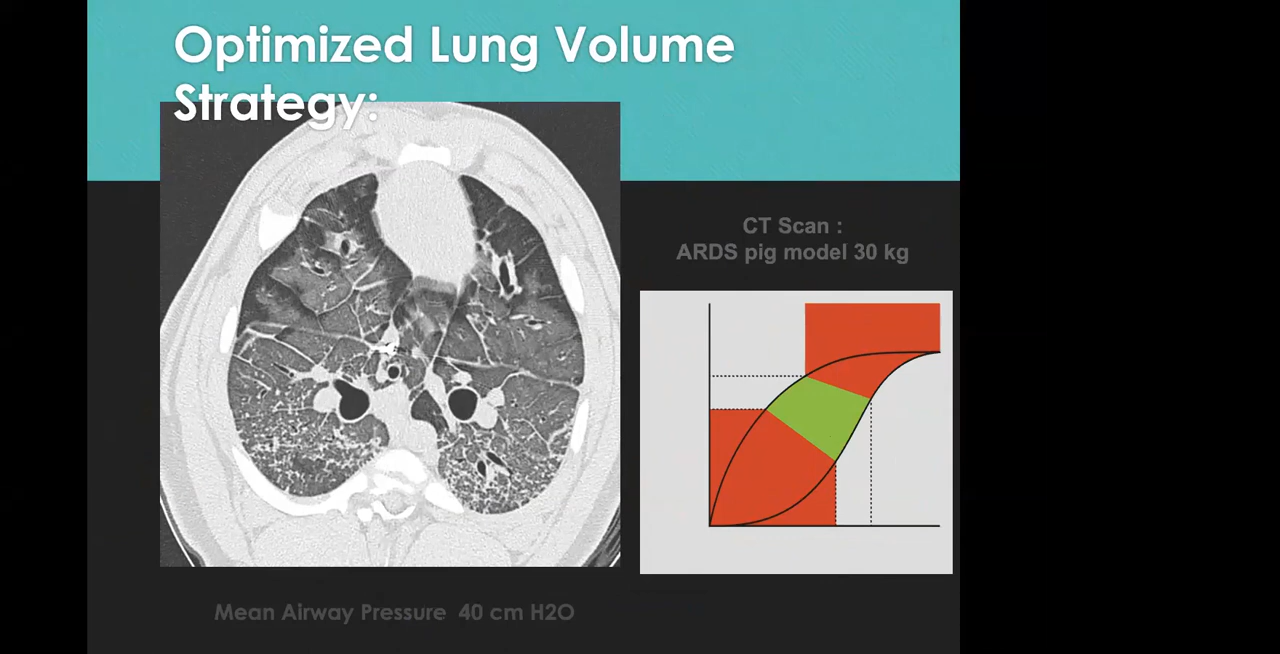 Optimized Lung Volume
Strategy:
CT Scan :
ARDS pig model 30 kg
Mean Airway Pressure  40 cm H2O